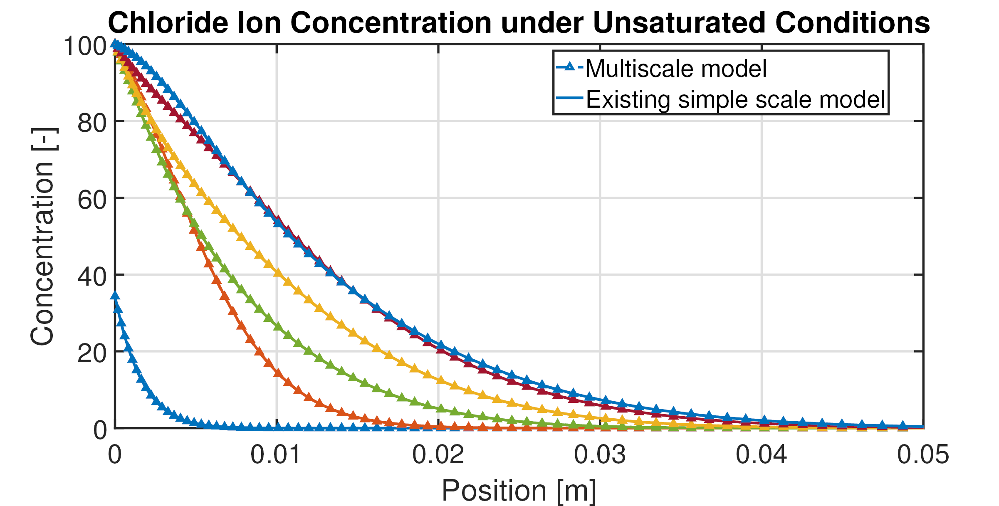 Chloride Ion Concentration under Unsaturated Conditions
100
80
60
40
20
0
Concentration [-]
Multiscale model
Existing simple scale model
0 0.01 0.02 0.03 0.04 0.05
Position [m]